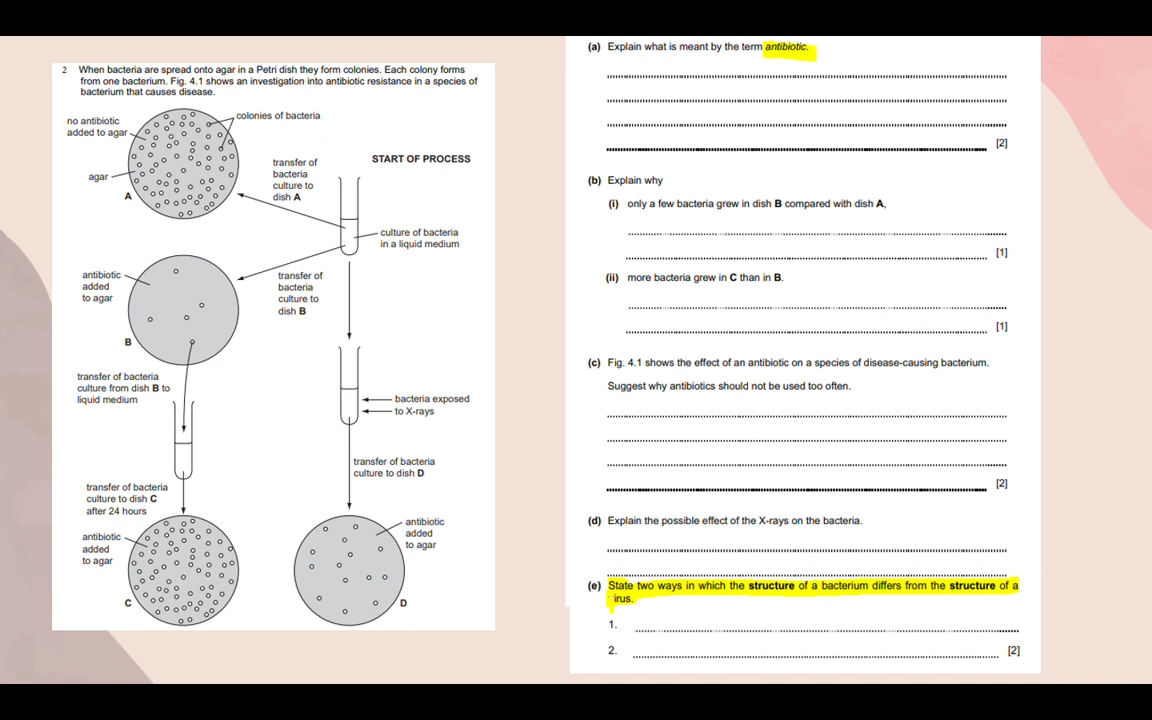 2 When bacteria are spread onto agar in a Petri dish they form colonies. Each colony forms
from one bacterium. Fig. 4.1 shows an investigation into antibiotic resistance in a species of
bacterium that causes disease.
no antibiotic
added to agar
colonies of bacteria
agar
A
transfer of
bacteria
culture to
dish A
START OF PROCESS
culture of bacteria
in a liquid medium
antibiotic
added
to agar
B
transfer of
bacteria
culture to
dish B
transfer of bacteria
culture from dish B to
liquid medium
bacteria exposed
to X-rays
transfer of bacteria
culture to dish D
transfer of bacteria
culture to dish C
after 24 hours
antibiotic
added
to agar
C
antibiotic
added
to agar
D
(a) Explain what is meant by the term antibiotic.
[2]
(b) Explain why
(i) only a few bacteria grew in dish B compared with dish A,
[1]
(ii) more bacteria grew in C than in B.
[1]
(c) Fig. 4.1 shows the effect of an antibiotic on a species of disease-causing bacterium.
Suggest why antibiotics should not be used too often.
[2]
(d) Explain the possible effect of the X-rays on the bacteria.
(e) State two ways in which the structure of a bacterium differs from the structure of a
irus.
1.
2. [2]